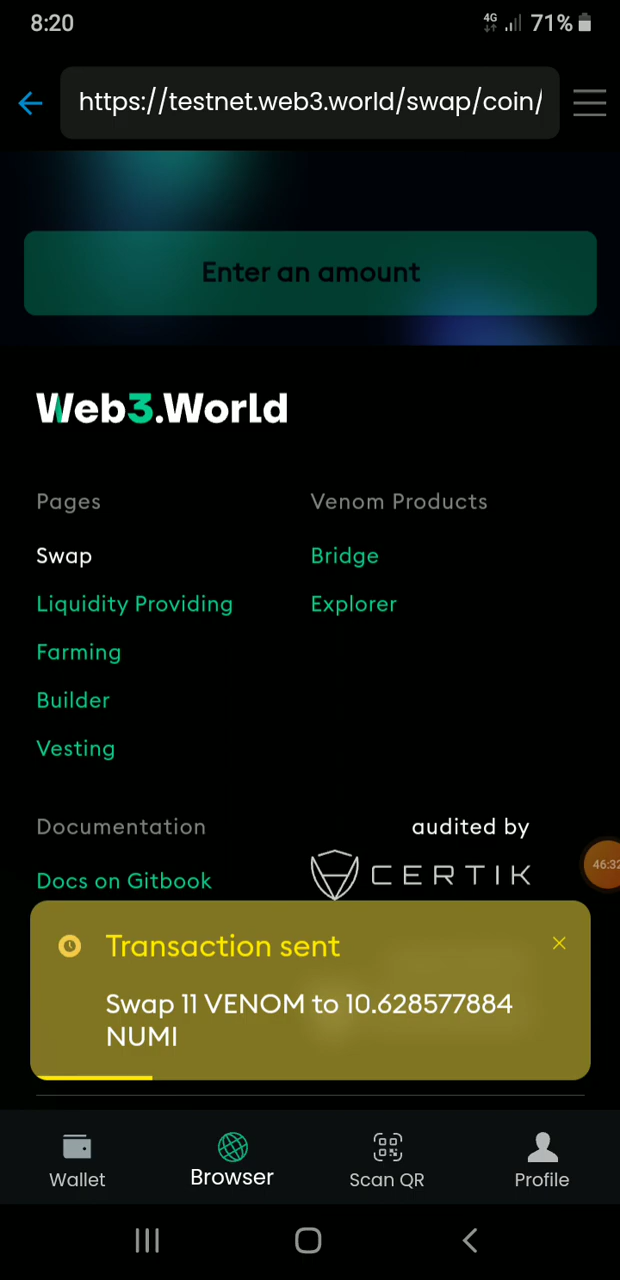 8:20
4G
71%
https://testnet.web3.world/swap/coin/
Enter an amount
Web3.World
Pages
Venom Products
Swap
Bridge
Liquidity Providing
Explorer
Farming
Builder
Vesting
Documentation
audited by
Docs on Gitbook
CERTIK
46:32
Transaction sent
Swap 11 VENOM to 10.628577884
NUMI
Wallet
Browser
Scan QR
Profile